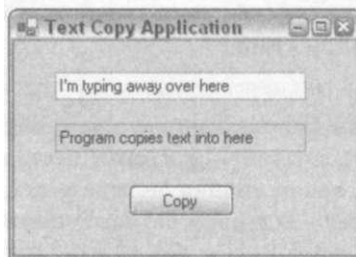 Text Copy Application
I'm typing away over here
Program copies text into here
Copy